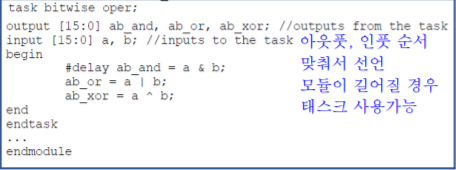 task bitwise oper;
output [15:0] ab_and, ab_or, ab_xor; //outputs from the task
input [15:0] a, b; //inputs to the task 아웃풋, 인풋 순서
begin 맞춰서 선언
#delay ab_and = a & b; 모듈이 길어질 경우
ab_or = a | b; 태스크 사용가능
ab_xor = a ^ b;
end
endtask
...
endmodule